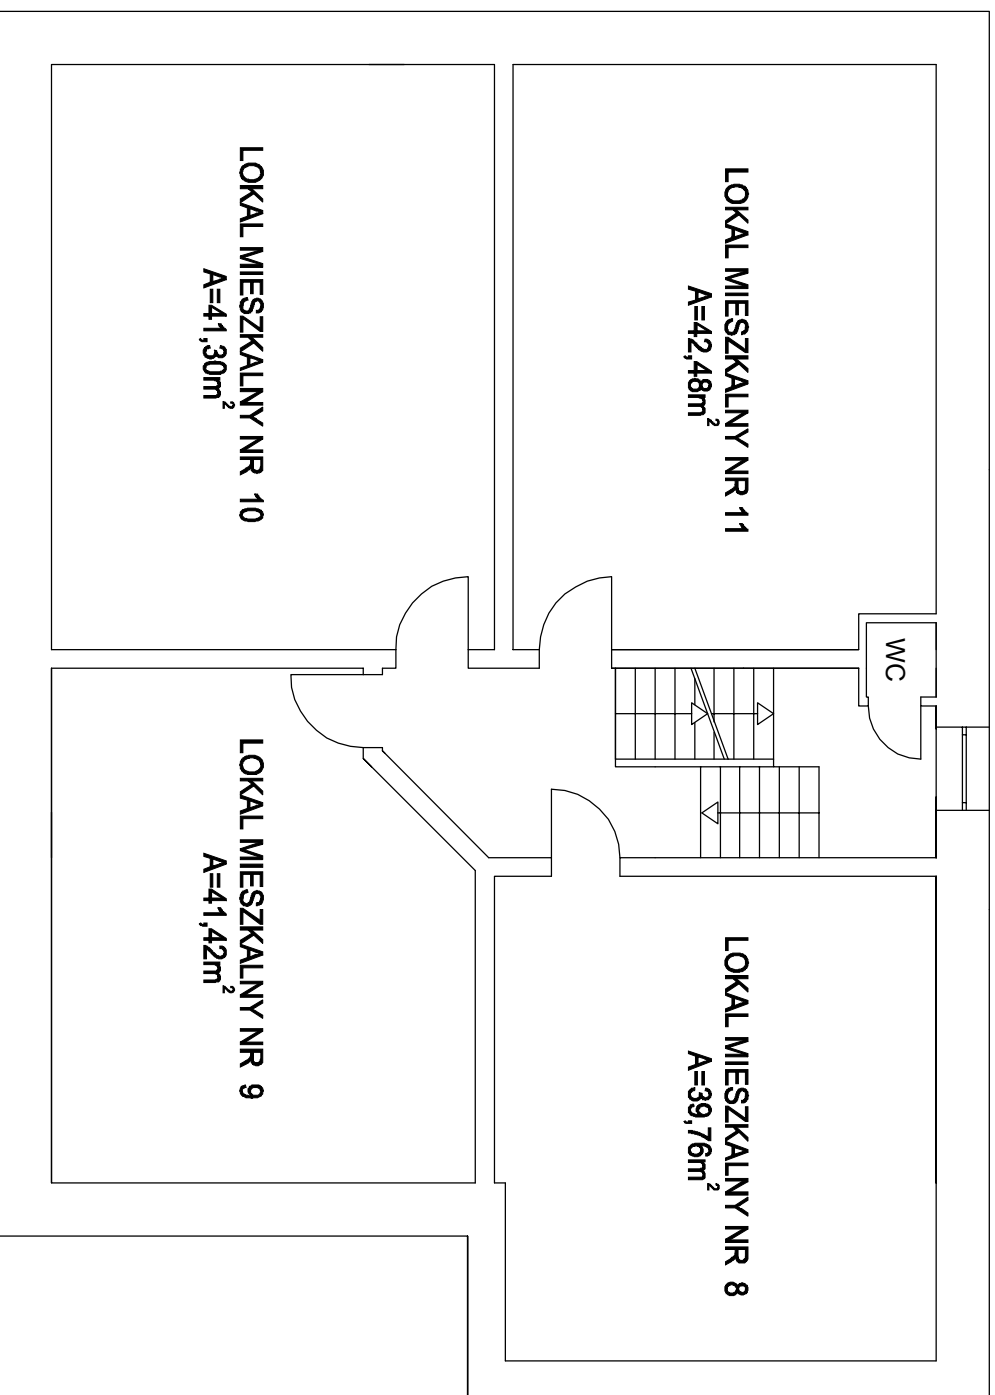 LOKAL MIESZKALNY NR 11
A=42,48m²
WC
LOKAL MIESZKALNY NR 8
A=39,76m²
LOKAL MIESZKALNY NR 10
A=41,30m²
LOKAL MIESZKALNY NR 9
A=41,42m²